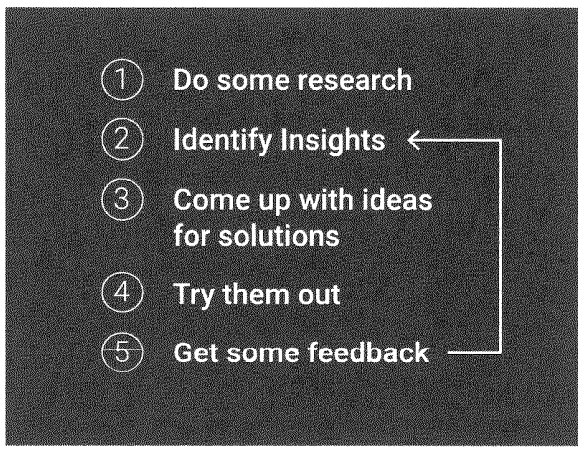 1 Do some research
2 Identify Insights
3 Come up with ideas
for solutions
4 Try them out
5 Get some feedback